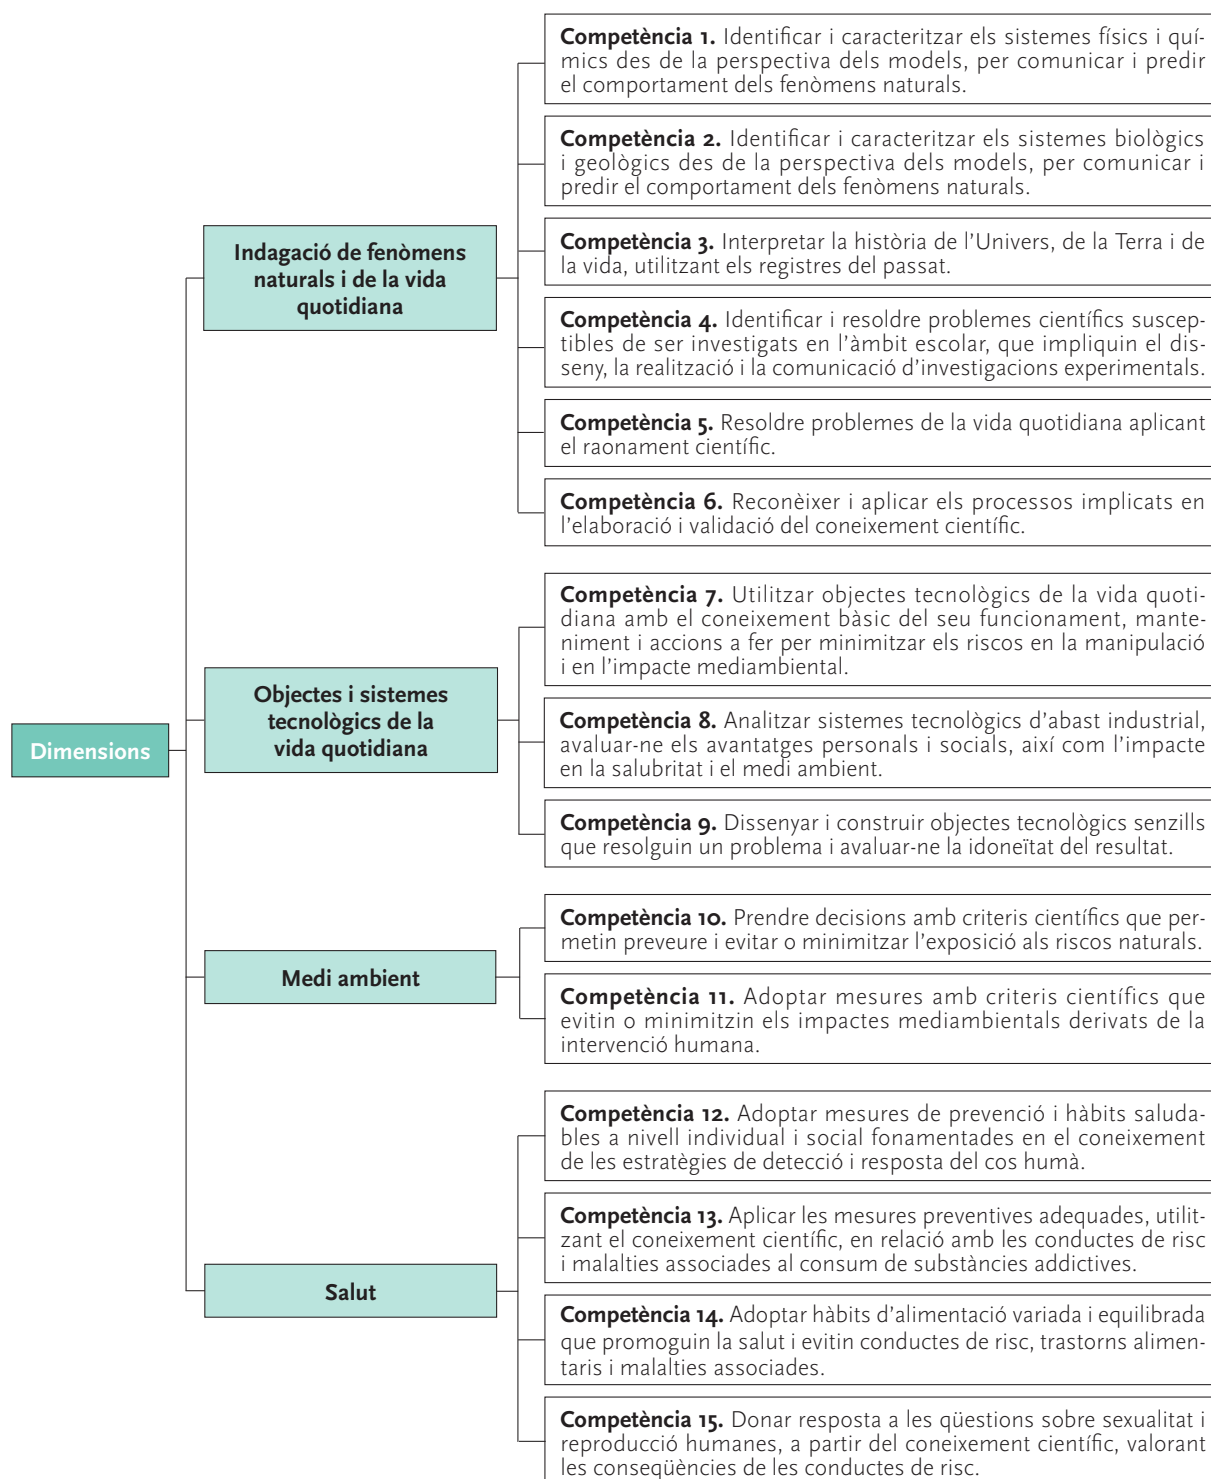 Dimensions
Indagació de fenòmens
naturals i de la vida
quotidiana
Competència 1. Identificar i caracteritzar els sistemes físics i quí-
mics des de la perspectiva dels models, per comunicar i predir
el comportament dels fenòmens naturals.
Competència 2. Identificar i caracteritzar els sistemes biològics
i geològics des de la perspectiva dels models, per comunicar i
predir el comportament dels fenòmens naturals.
Competència 3. Interpretar la història de l’Univers, de la Terra i de
la vida, utilitzant els registres del passat.
Competència 4. Identificar i resoldre problemes científics suscep-
tibles de ser investigats en l’àmbit escolar, que impliquin el dis-
seny, la realització i la comunicació d’investigacions experimentals.
Competència 5. Resoldre problemes de la vida quotidiana aplicant
el raonament científic.
Competència 6. Reconèixer i aplicar els processos implicats en
l’elaboració i validació del coneixement científic.
Objectes i sistemes
tecnològics de la
vida quotidiana
Competència 7. Utilitzar objectes tecnològics de la vida quoti-
diana amb el coneixement bàsic del seu funcionament, mante-
niment i accions a fer per minimitzar els riscos en la manipulació
i en l’impacte mediambiental.
Competència 8. Analitzar sistemes tecnològics d’abast industrial,
avaluar-ne els avantatges personals i socials, així com l’impacte
en la salubritat i el medi ambient.
Competència 9. Dissenyar i construir objectes tecnològics senzills
que resolguin un problema i avaluar-ne la idoneïtat del resultat.
Medi ambient
Competència 10. Prendre decisions amb criteris científics que per-
metin preveure i evitar o minimitzar l’exposició als riscos naturals.
Competència 11. Adoptar mesures amb criteris científics que
evitin o minimitzin els impactes mediambientals derivats de la
intervenció humana.
Salut
Competència 12. Adoptar mesures de prevenció i hàbits saluda-
bles a nivell individual i social fonamentades en el coneixement
de les estratègies de detecció i resposta del cos humà.
Competència 13. Aplicar les mesures preventives adequades, utilit-
zant el coneixement científic, en relació amb les conductes de risc
i malalties associades al consum de substàncies addictives.
Competència 14. Adoptar hàbits d’alimentació variada i equilibrada
que promoguin la salut i evitin conductes de risc, trastorns alimen-
taris i malalties associades.
Competència 15. Donar resposta a les qüestions sobre sexualitat i
reproducció humanes, a partir del coneixement científic, valorant
les conseqüències de les conductes de risc.